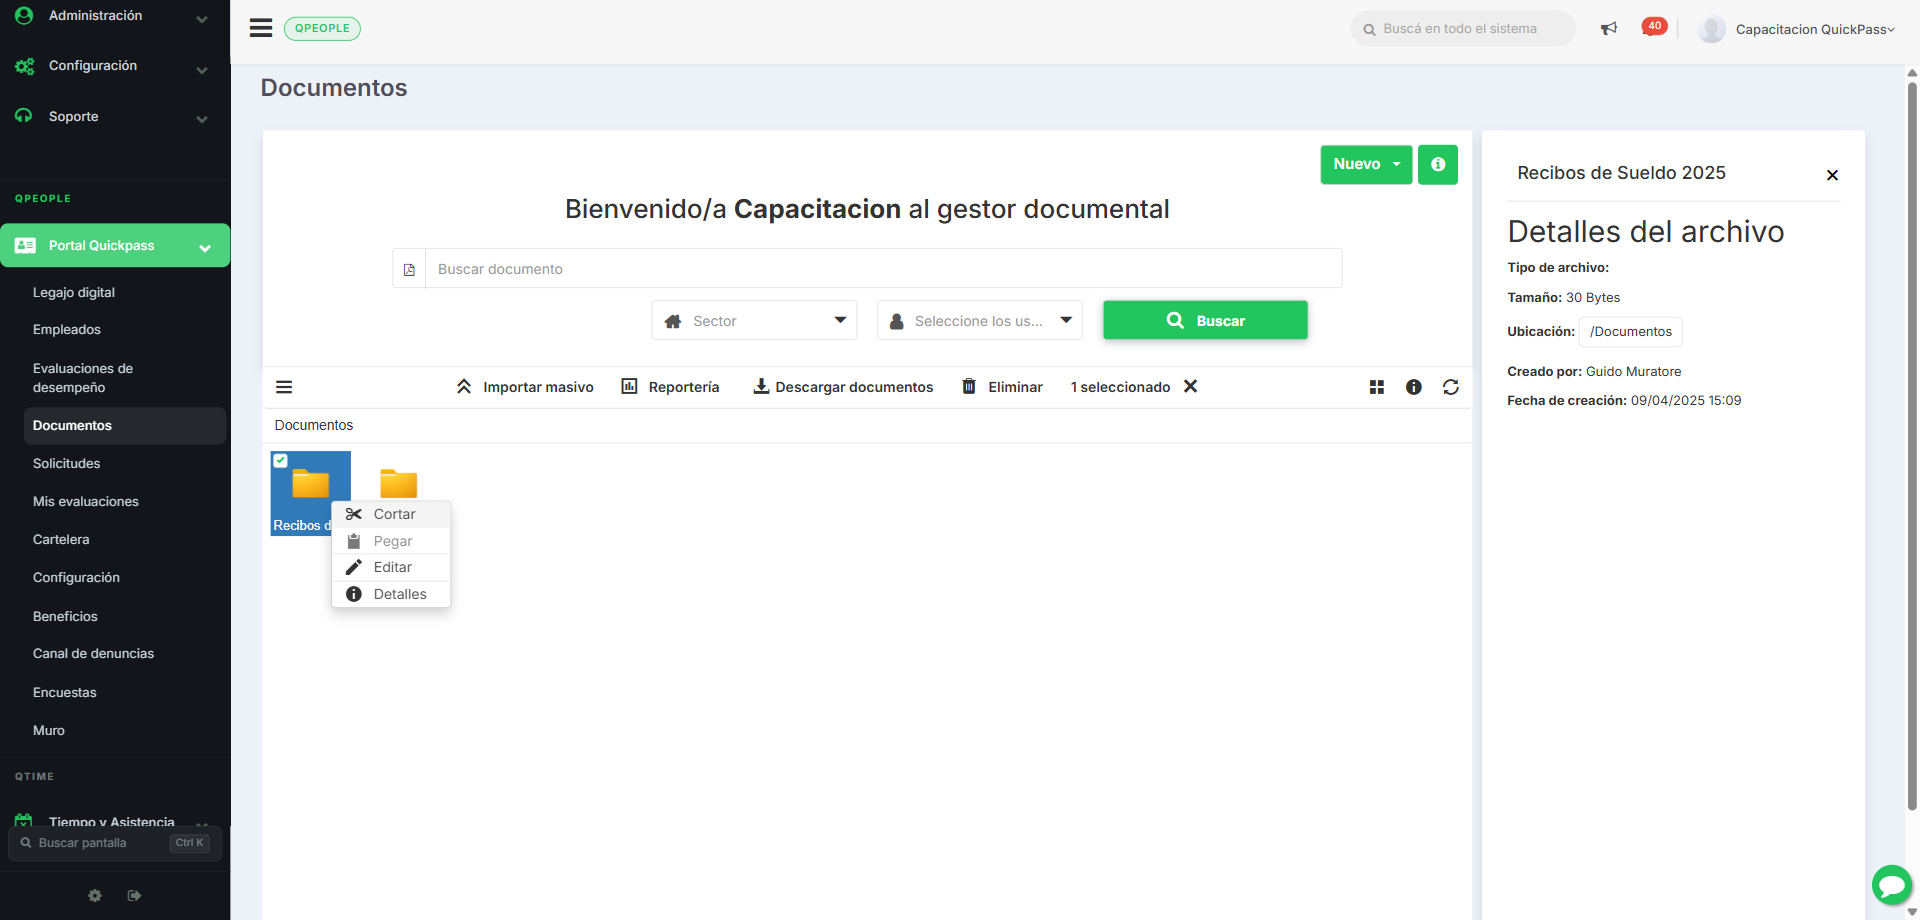 Administración
Configuración
Soporte
QPEOPLE
Portal Quickpass
Legajo digital
Empleados
Evaluaciones de
desempeño
Documentos
Solicitudes
Mis evaluaciones
Cartelera
Configuración
Beneficios
Canal de denuncias
Encuestas
Muro
QTIME
Tiempo y Asistencia
Buscar pantalla
Ctrl K
QPEOPLE
Buscá en todo el sistema
40
Capacitacion QuickPass
Documentos
Nuevo
Bienvenido/a Capacitacion al gestor documental
Buscar documento
Sector
Seleccione los us...
Buscar
Importar masivo
Reportería
Descargar documentos
Eliminar
1 seleccionado
Documentos
Recibos d
Cortar
Pegar
Editar
Detalles
Recibos de Sueldo 2025
Detalles del archivo
Tipo de archivo:
Tamaño: 30 Bytes
Ubicación: /Documentos
Creado por: Guido Muratore
Fecha de creación: 09/04/2025 15:09